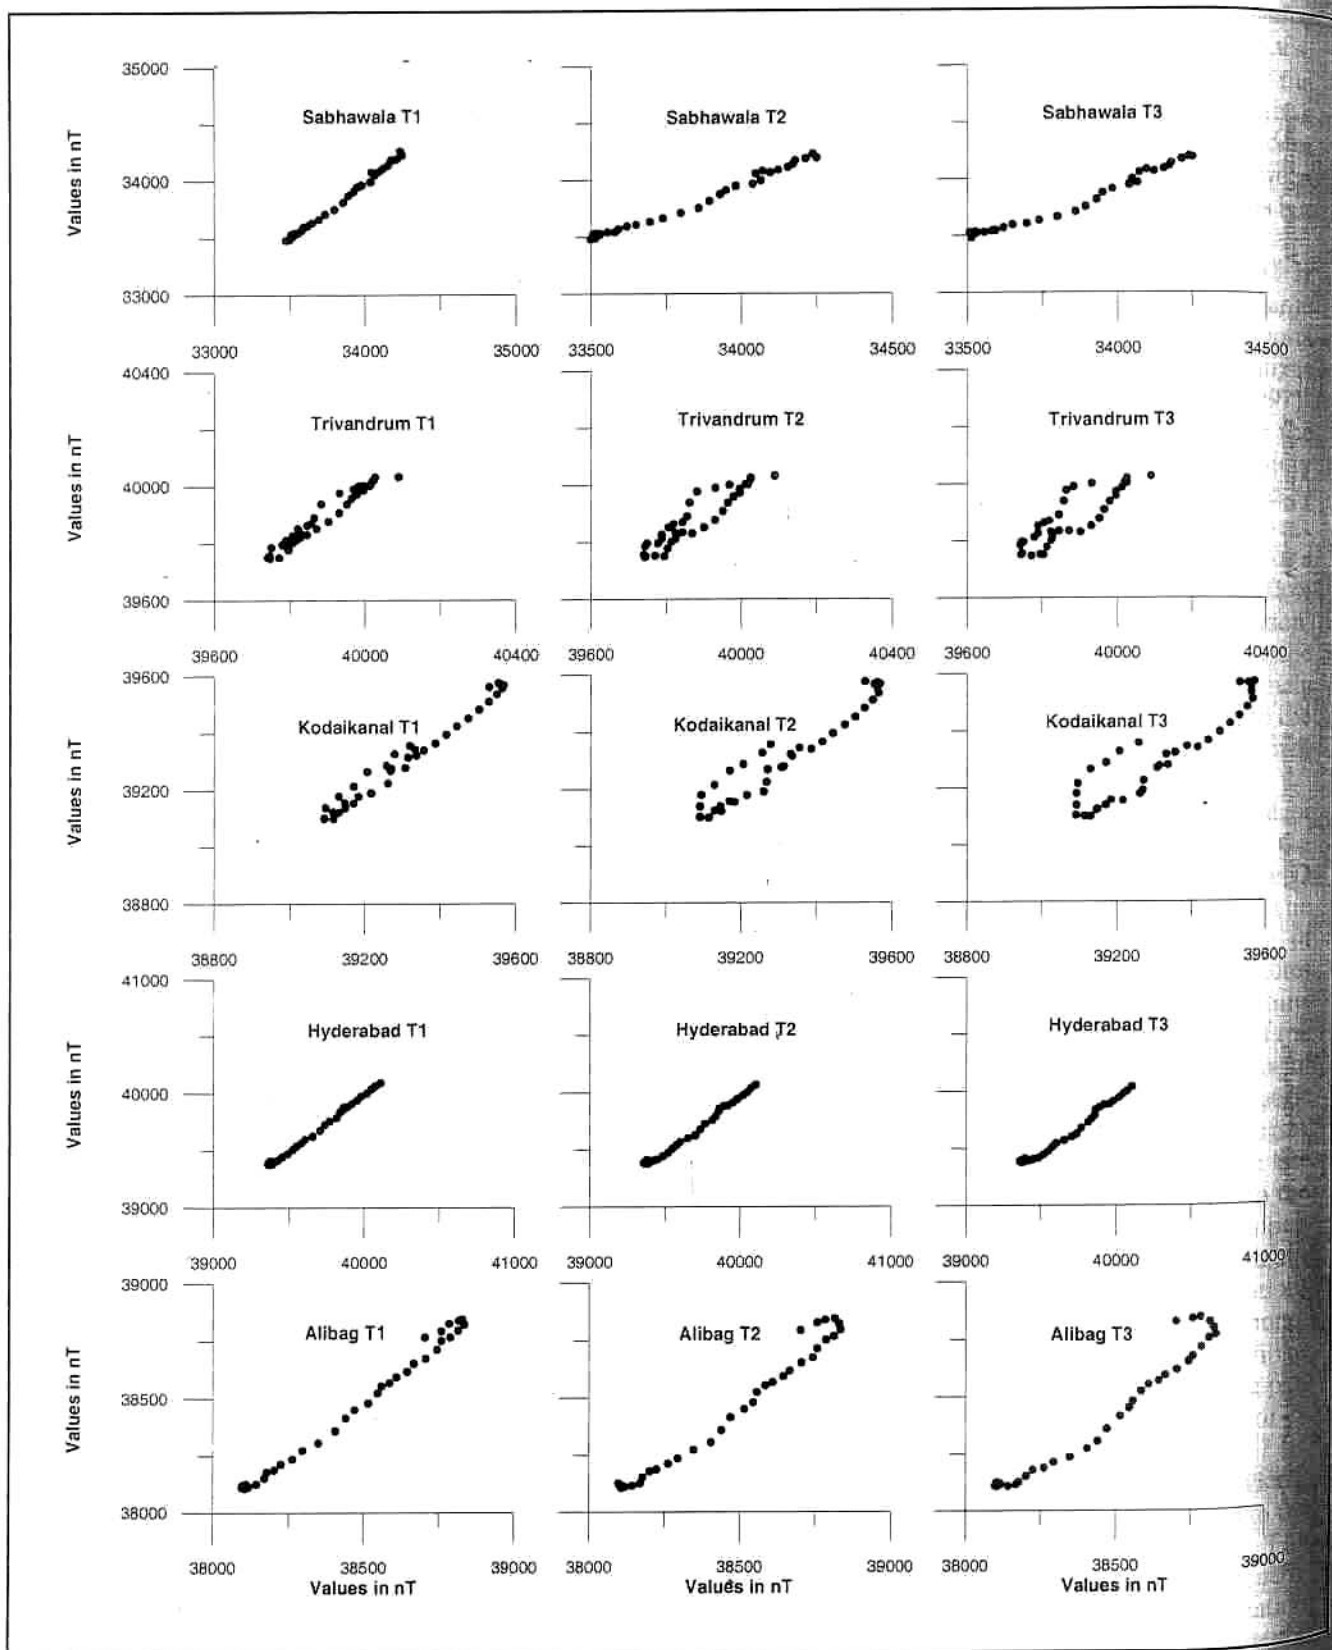 35000
Sabhawala T1 Sabhawala T2 Sabhawala T3
Values in nT
34000
33000
33000 34000 35000 33500 34000 34500 33500 34000 34500
40400
Trivandrum T1 Trivandrum T2 Trivandrum T3
Values in nT
40000
39600
39600 40000 40400 39600 40000 40400 39600 40000 40400
39600
Kodaikanal T1 Kodaikanal T2 Kodaikanal T3
Values in nT
39200
38800
38800 39200 39600 38800 39200 39600 38800 39200 39600
41000
Hyderabad T1 Hyderabad T2 Hyderabad T3
Values in nT
40000
39000
39000 40000 41000 39000 40000 41000 39000 40000 41000
39000
Alibag T1 Alibag T2 Alibag T3
Values in nT
38500
38000
38000 38500 39000 38000 38500 39000 38000 38500 39000
Values in nT Values in nT Values in nT